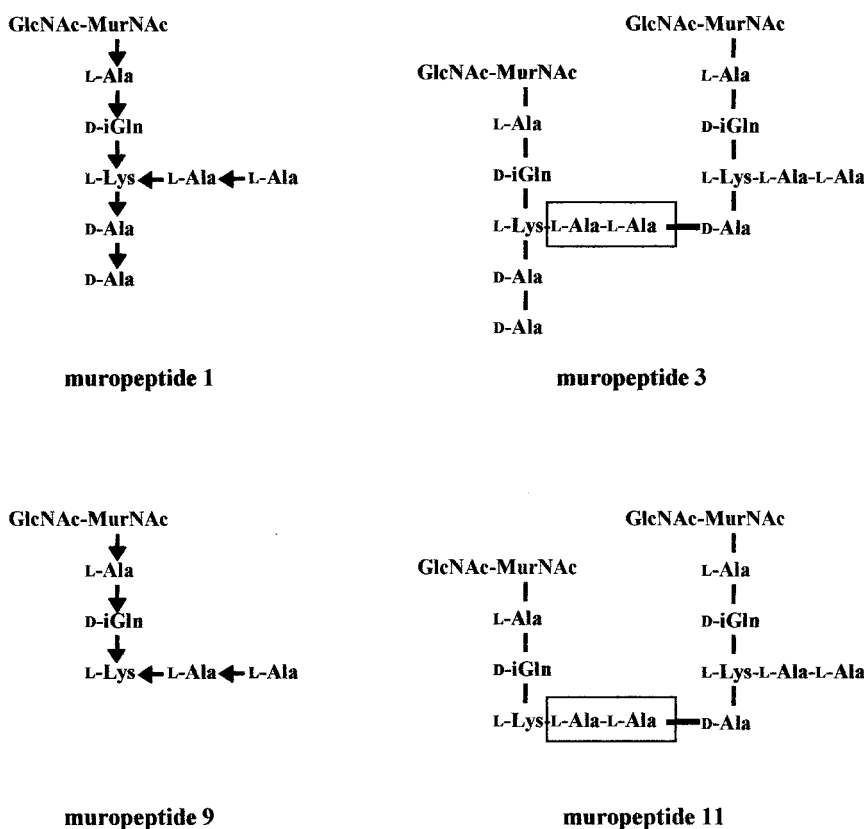 GlcNAc-MurNAc
L-Ala
D-iGln
L-Lys L-Ala L-Ala
D-Ala
D-Ala
muropeptide 1
GlcNAc-MurNAc
GlcNAc-MurNAc
L-Ala
L-Ala
D-iGln
D-iGln
L-Lys-L-Ala-L-Ala
L-Lys-L-Ala-L-Ala D-Ala
D-Ala
D-Ala
muropeptide 3
GlcNAc-MurNAc
L-Ala
D-iGln
L-Lys L-Ala L-Ala
muropeptide 9
GlcNAc-MurNAc
GlcNAc-MurNAc
L-Ala
L-Ala
D-iGln
D-iGln
L-Lys-L-Ala-L-Ala
L-Lys-L-Ala-L-Ala D-Ala
muropeptide 11